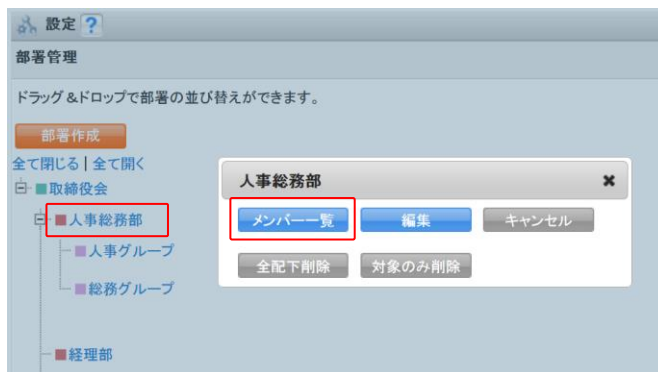 設定 ?
部署管理
ドラッグ&ドロップで部署の並び替えができます。
部署作成
全て閉じる | 全て開く
取締役会
人事総務部
人事グループ
総務グループ
経理部
人事総務部 ×
メンバー一覧 編集 キャンセル
全配下削除 対象のみ削除